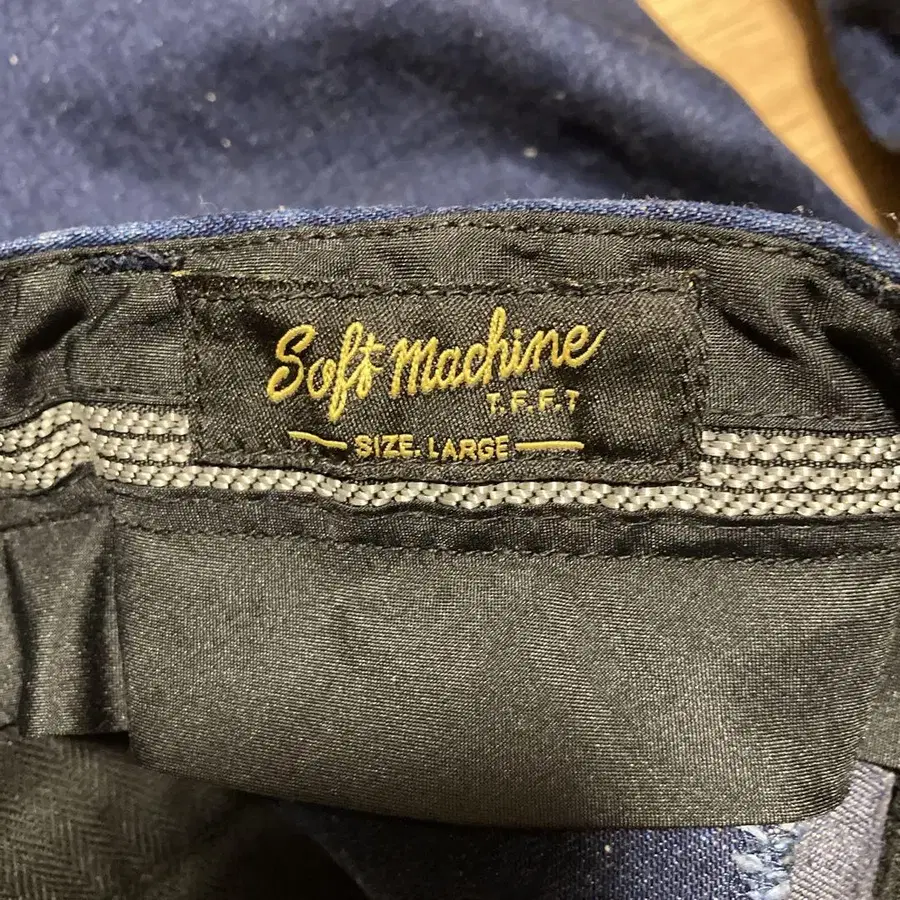 Soft machine
T.F.F.T
SIZE. LARGE